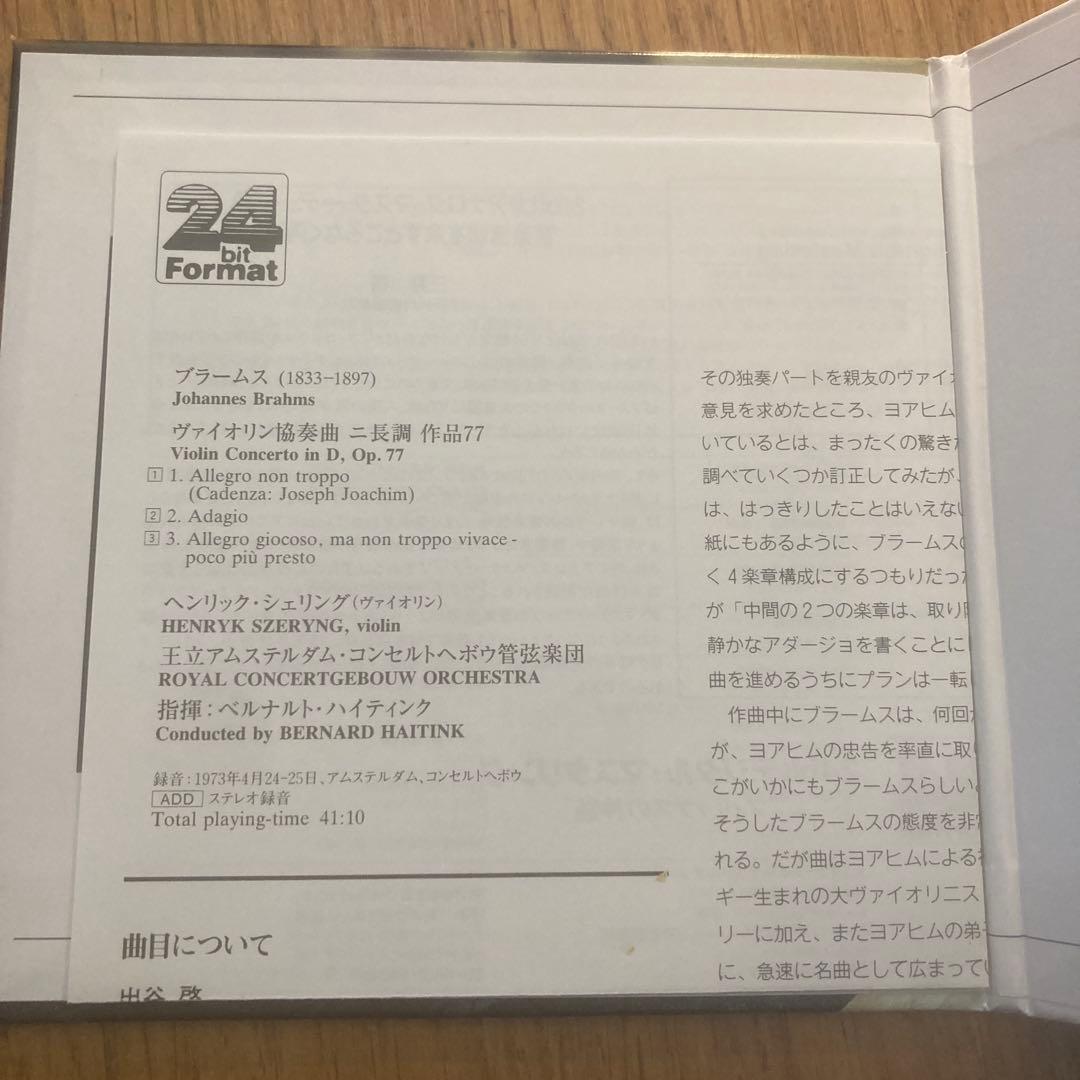 24
bit
Format
ブラームス (1833–1897)
Johannes Brahms
ヴァイオリン協奏曲 ニ長調 作品77
Violin Concerto in D, Op. 77
1 1. Allegro non troppo
(Cadenza: Joseph Joachim)
2 2. Adagio
3 3. Allegro giocoso, ma non troppo vivace -
poco più presto
ヘンリック・シェリング(ヴァイオリン)
HENRYK SZERYNG, violin
王立アムステルダム・コンセルトヘボウ管弦楽団
ROYAL CONCERTGEBOUW ORCHESTRA
指揮：ベルナルト・ハイティンク
Conducted by BERNARD HAITINK
録音：1973年4月24-25日、アムステルダム、コンセルトヘボウ
ADD ステレオ録音
Total playing-time 41:10
曲目について
出谷 啓
その独奏パートを親友のヴァイオ
意見を求めたところ、ヨアヒム
いているとは、まったくの驚きだ
調べていくつか訂正してみたが、
は、はっきりしたことはいえない
紙にもあるように、ブラームスの
く4楽章構成にするつもりだった
が「中間の2つの楽章は、取り
静かなアダージョを書くことにし
曲を進めるうちにプランは一転
作曲中にブラームスは、何回か
が、ヨアヒムの忠告を率直に取り
こがいかにもブラームスらしい
そうしたブラームスの態度を非常
れる。だが曲はヨアヒムによる
ギー生まれの大ヴァイオリニス
リーに加え、またヨアヒムの弟子
に、急速に名曲として広まってい